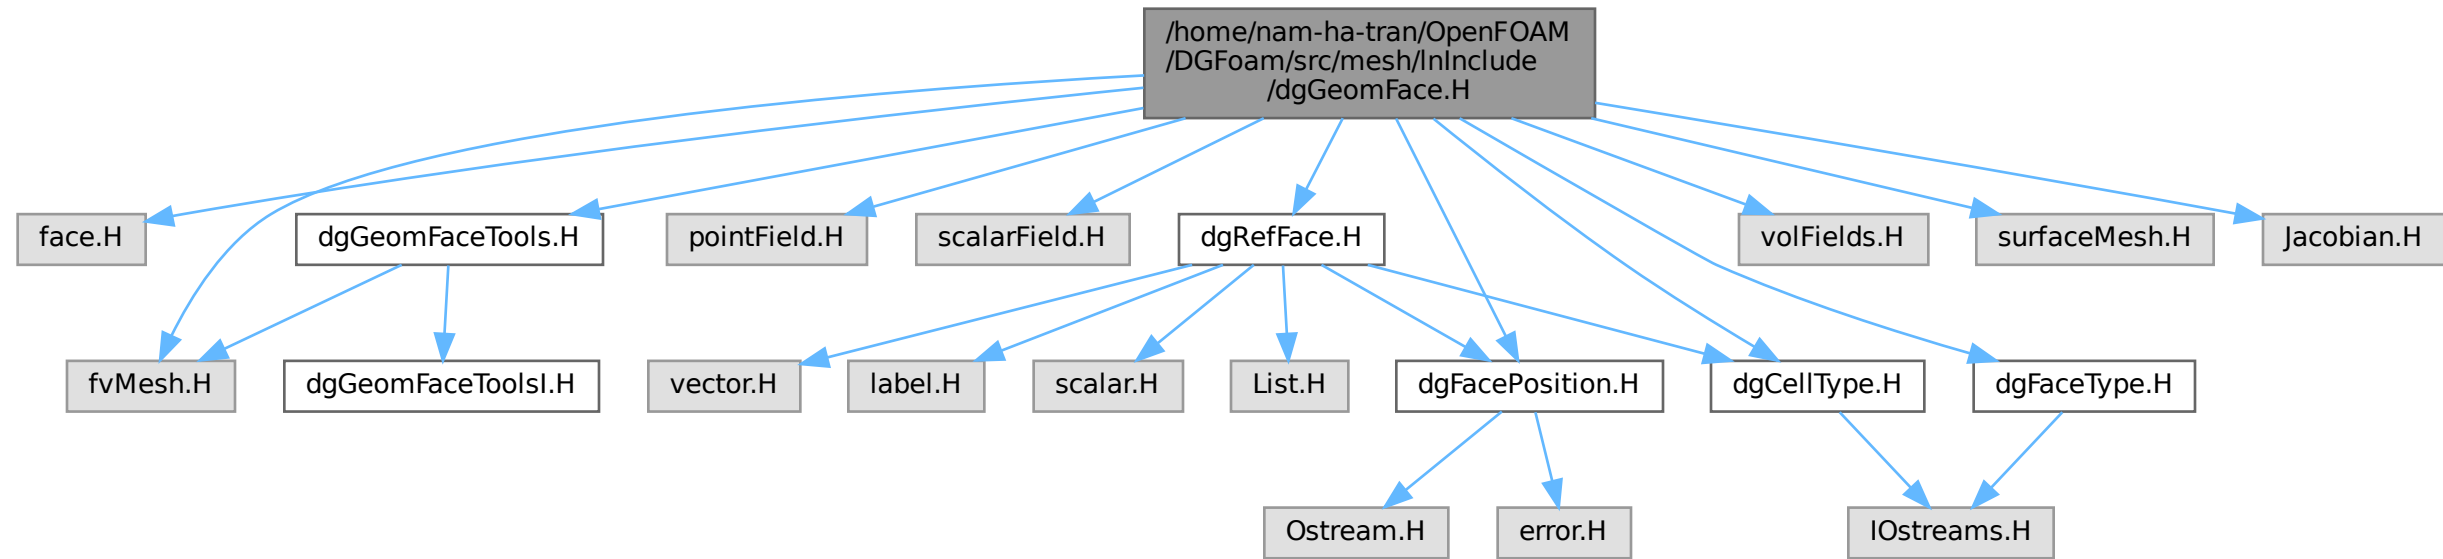 /home/nam-ha-tran/OpenFOAM
/DGFoam/src/mesh/lnInclude
/dgGeomFace.H
face.H
dgGeomFaceTools.H
pointField.H
scalarField.H
dgRefFace.H
volFields.H
surfaceMesh.H
Jacobian.H
fvMesh.H
dgGeomFaceToolsI.H
vector.H
label.H
scalar.H
List.H
dgFacePosition.H
dgCellType.H
dgFaceType.H
Ostream.H
error.H
IOstreams.H